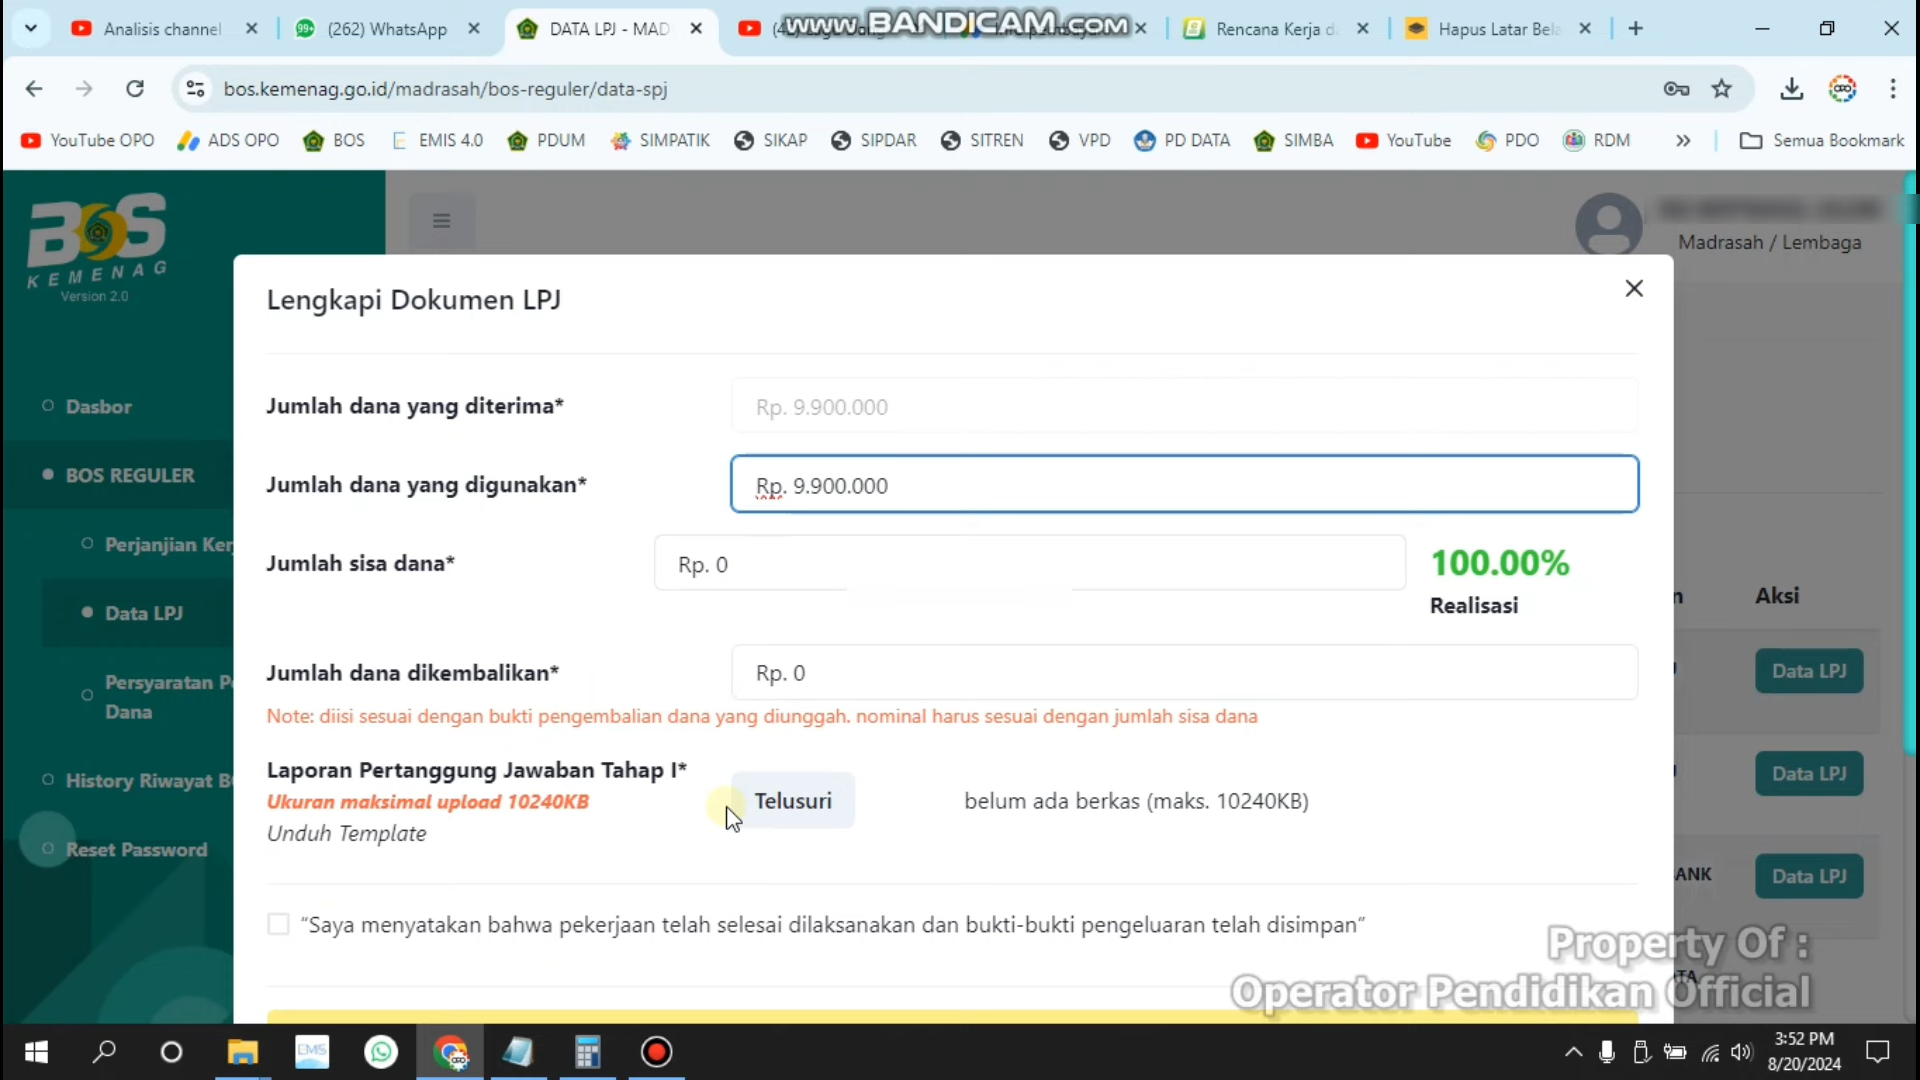 Analisis channel
(262) WhatsApp
DATA LPJ - MAD
www.BANDICAM.com
Rencana Kerja d
Hapus Latar Bela
bos.kemenag.go.id/madrasah/bos-reguler/data-spj
YouTube OPO
ADS OPO
BOS
EMIS 4.0
PDUM
SIMPATIK
SIKAP
SIPDAR
SITREN
VPD
PD DATA
SIMBA
YouTube
PDO
RDM
Semua Bookmark
BOS
KEMENAG
Version 2.0
Madrasah / Lembaga
Lengkapi Dokumen LPJ
Jumlah dana yang diterima*
Rp. 9.900.000
Dasbor
BOS REGULER
Jumlah dana yang digunakan*
Rp. 9.900.000
Perjanjian Ker
Jumlah sisa dana*
Rp. 0
100.00%
Realisasi
n
Aksi
Data LPJ
Jumlah dana dikembalikan*
Rp. 0
Data LPJ
Persyaratan P
Dana
Note: diisi sesuai dengan bukti pengembalian dana yang diunggah. nominal harus sesuai dengan jumlah sisa dana
History Riwayat B
Laporan Pertanggung Jawaban Tahap I*
Ukuran maksimal upload 10240KB
Unduh Template
Telusuri
belum ada berkas (maks. 10240KB)
Data LPJ
Reset Password
ANK
Data LPJ
"Saya menyatakan bahwa pekerjaan telah selesai dilaksanakan dan bukti-bukti pengeluaran telah disimpan"
Property Of :
TA
Operator Pendidikan Official
EMIS
3:52 PM
8/20/2024